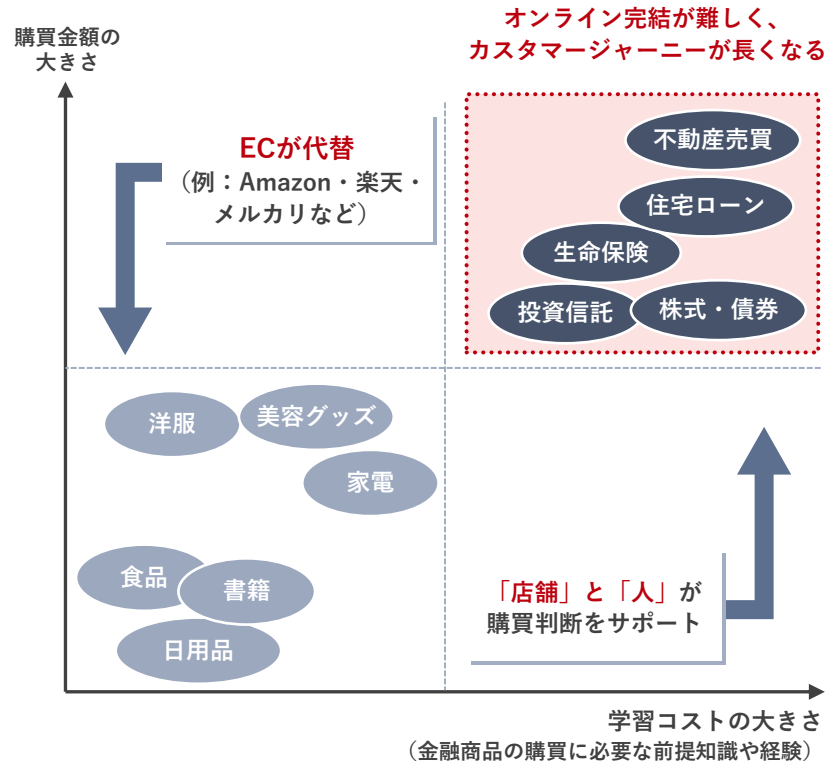 購買金額の
大きさ
オンライン完結が難しく、
カスタマージャーニーが長くなる
ECが代替
（例：Amazon・楽天・
メルカリなど）
不動産売買
住宅ローン
生命保険
投資信託
株式・債券
洋服
美容グッズ
家電
食品
書籍
日用品
「店舗」と「人」が
購買判断をサポート
学習コストの大きさ
（金融商品の購買に必要な前提知識や経験）